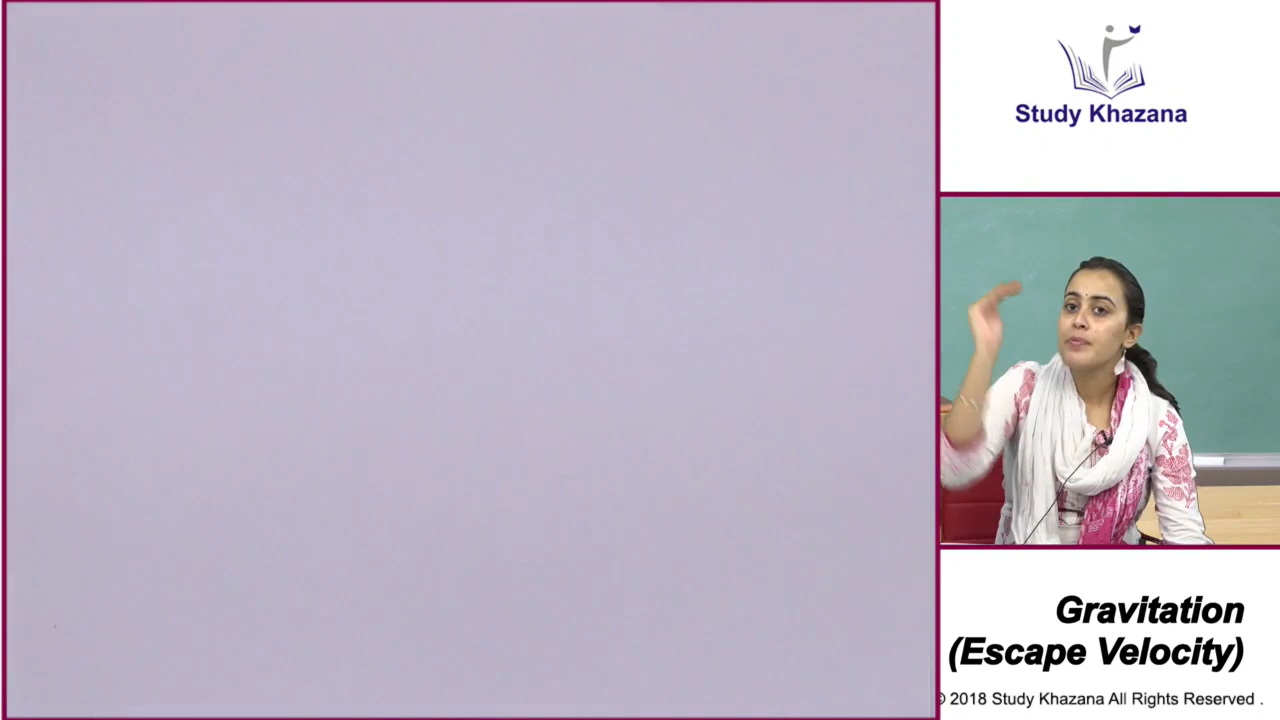 Study Khazana
Gravitation
(Escape Velocity)
© 2018 Study Khazana All Rights Reserved .